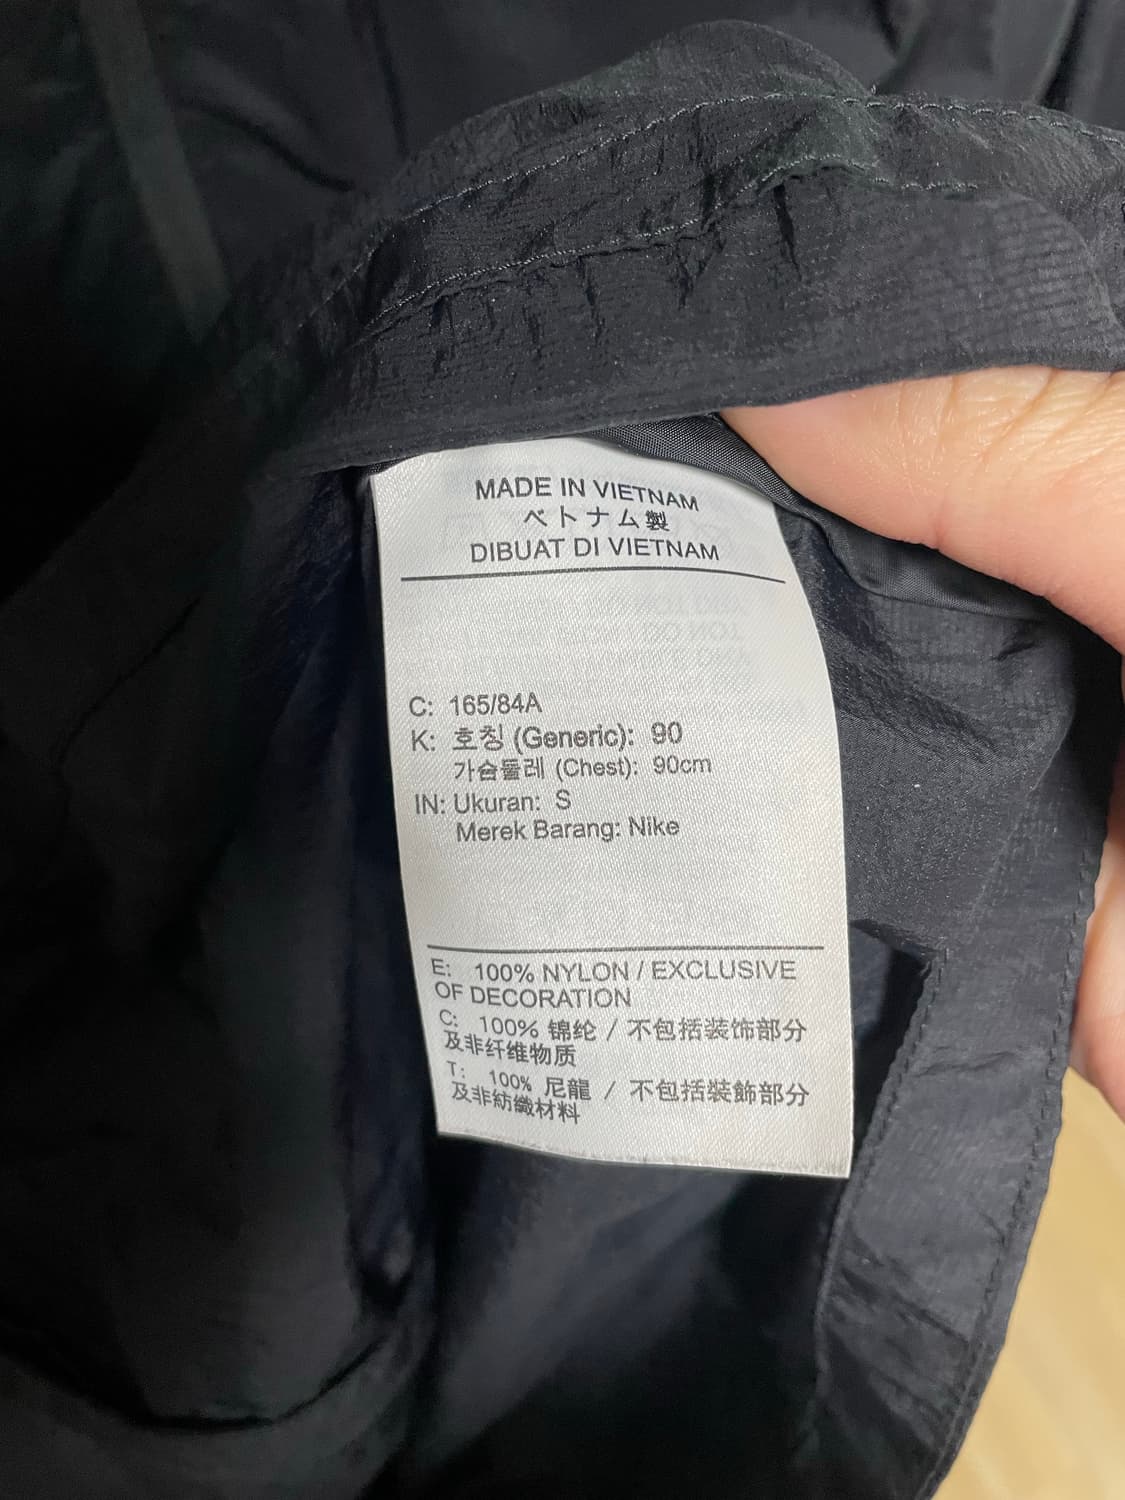 MADE IN VIETNAM
ベトナム製
DIBUAT DI VIETNAM
C: 165/84A
K: 호칭 (Generic): 90
가슴둘레 (Chest): 90cm
IN: Ukuran: S
Merek Barang: Nike
E: 100% NYLON / EXCLUSIVE
OF DECORATION
C: 100% 锦纶 / 不包括装饰部分
及非纤维物质
T: 100% 尼龍 / 不包括裝飾部分
及非紡織材料